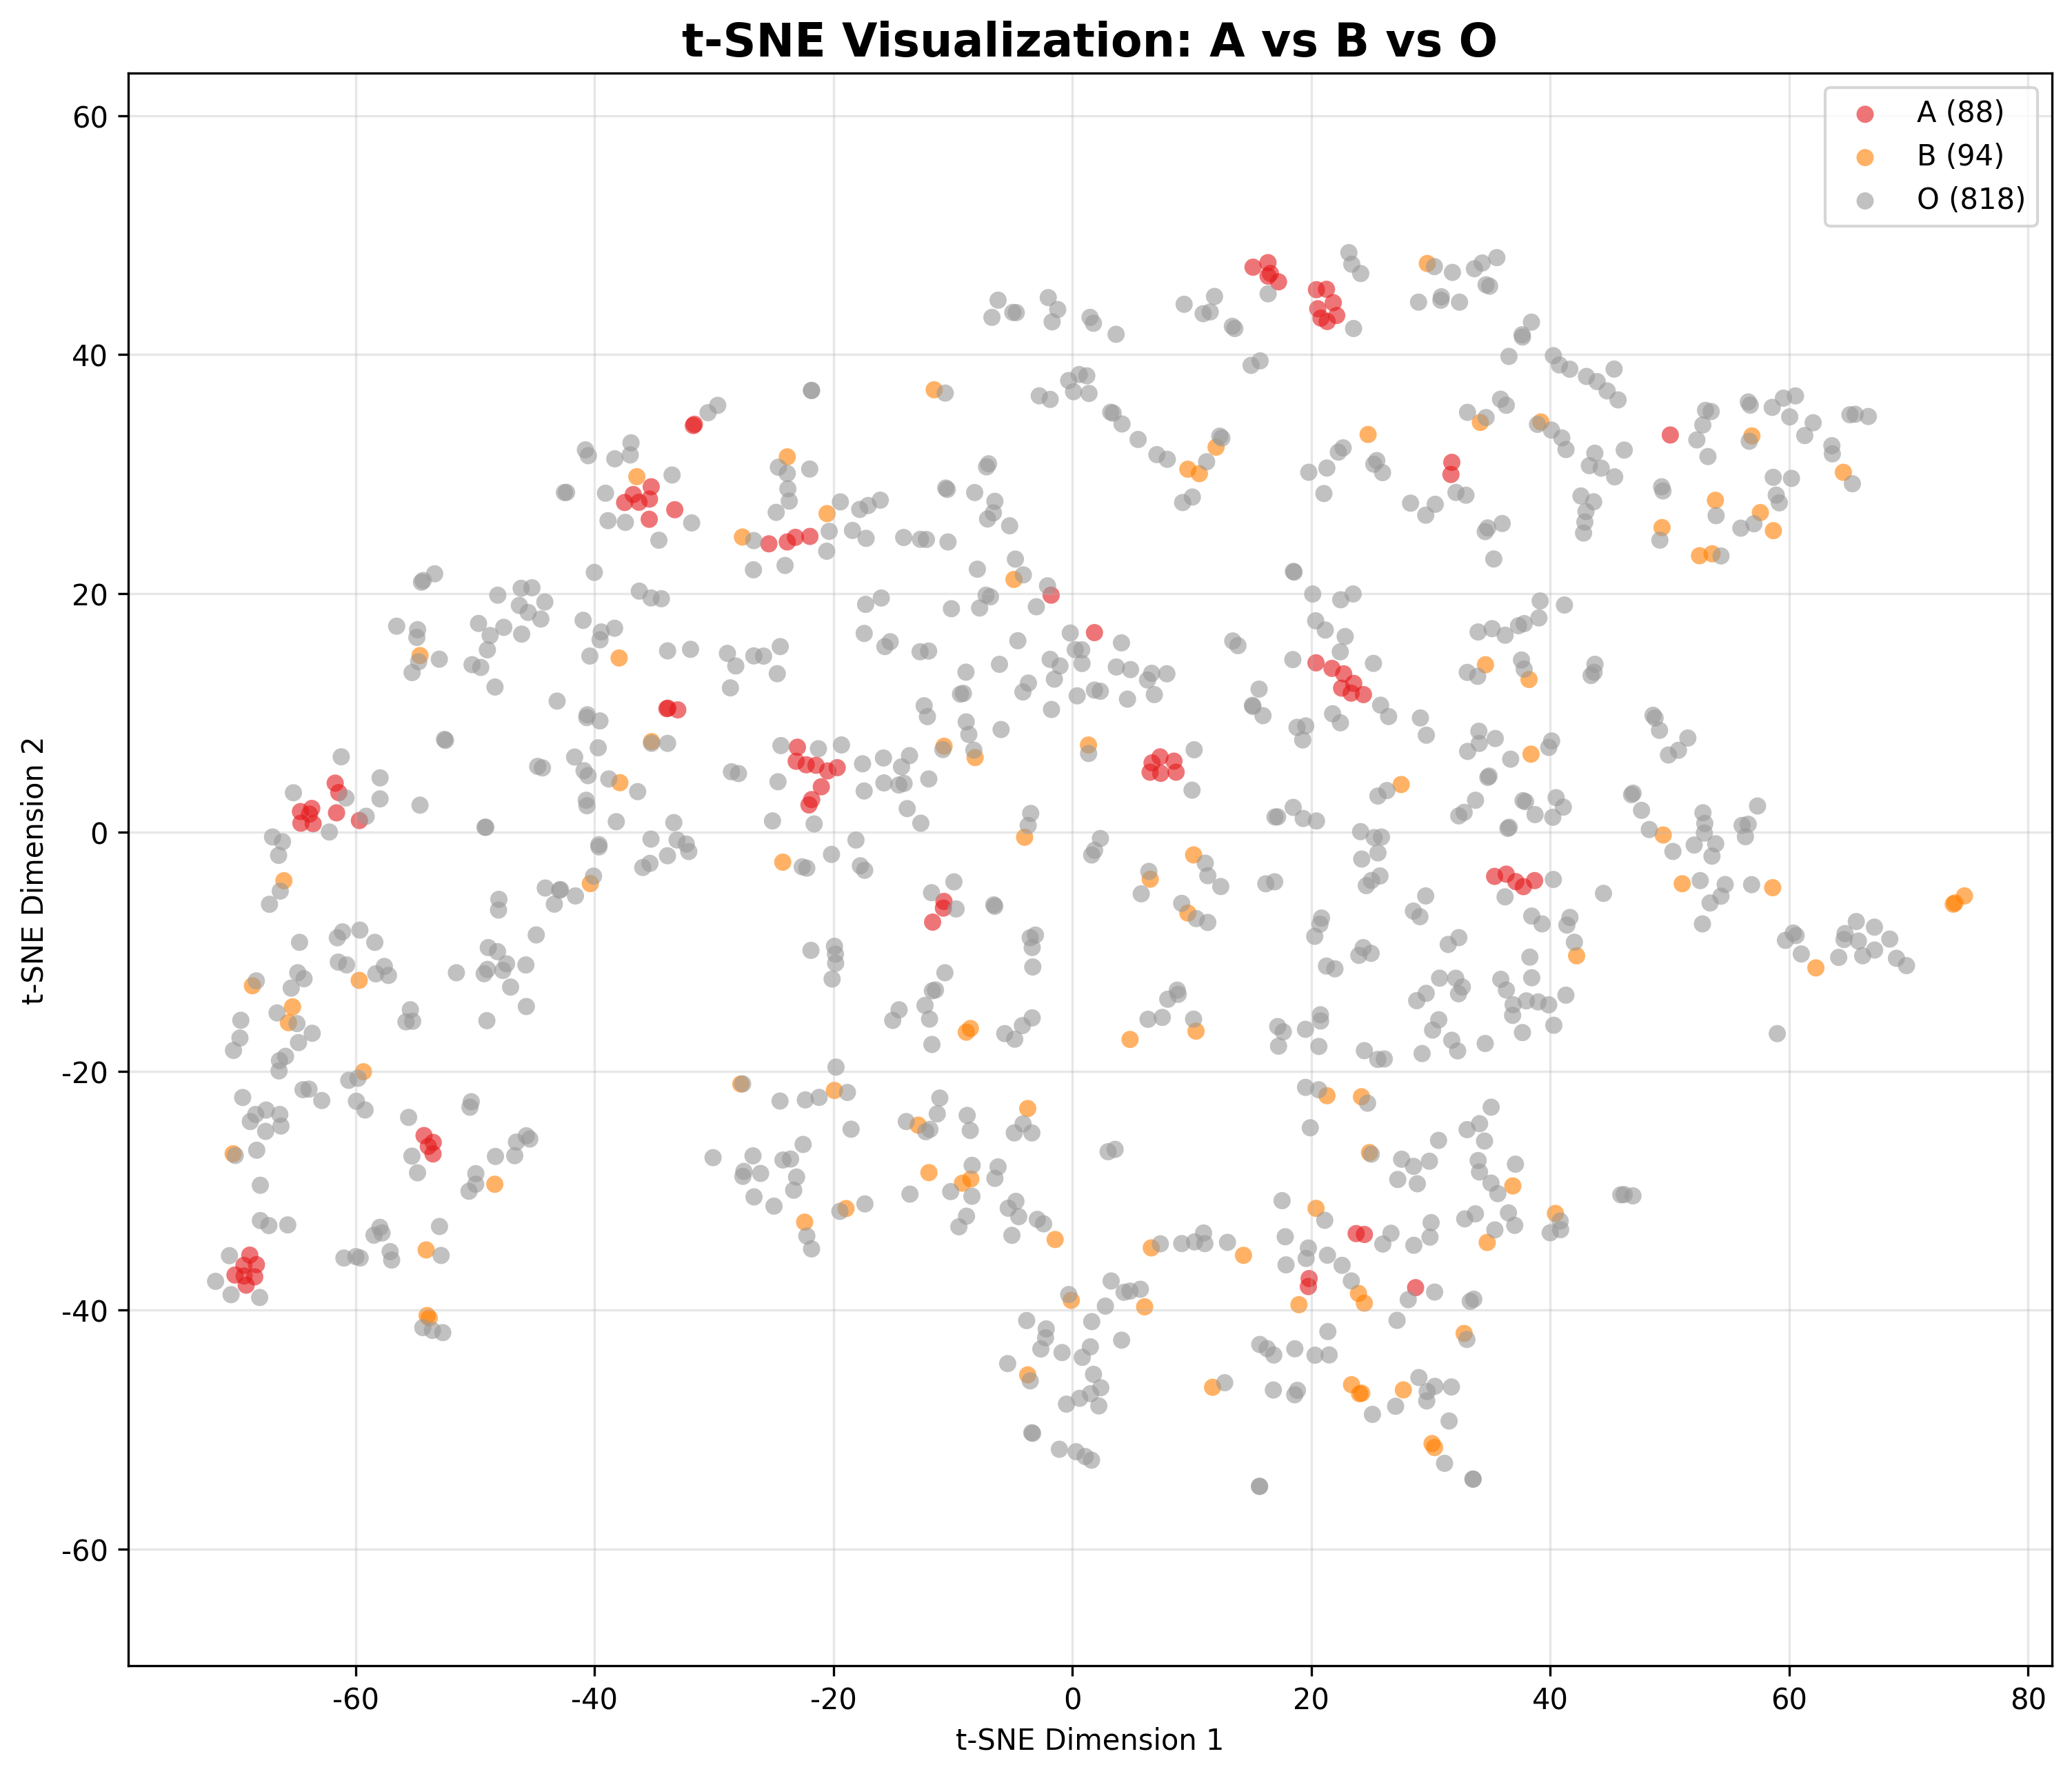 t-SNE Visualization: A vs B vs O
A (88)
B (94)
O (818)
60
40
20
0
-20
-40
-60
t-SNE Dimension 2
-60
-40
-20
0
20
40
60
80
t-SNE Dimension 1